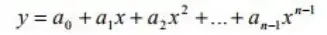 y = a₀ + a₁x + a₂x² + ... + aₙ₋₁xⁿ⁻¹